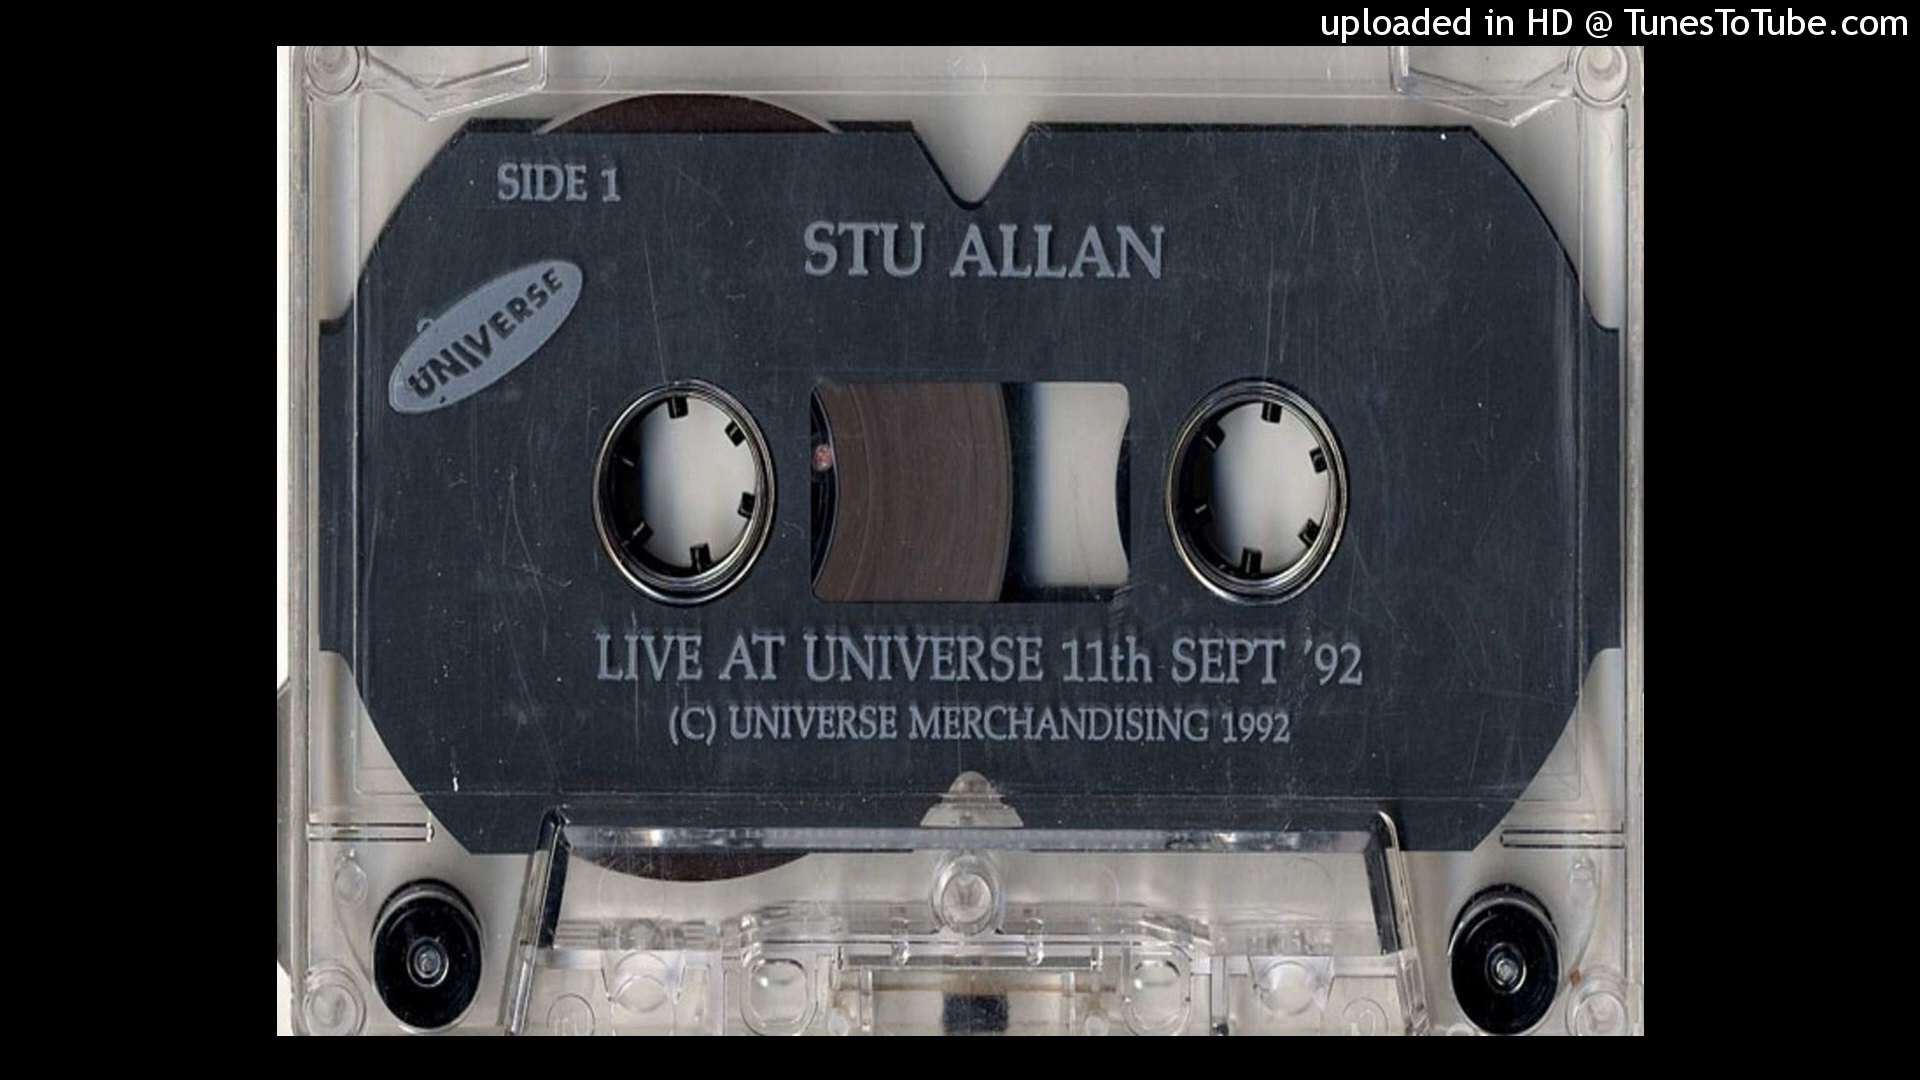 uploaded in HD @ TunesToTube.com
SIDE 1
STU ALLAN
UNIVERSE
LIVE AT UNIVERSE 11th SEPT '92
(C) UNIVERSE MERCHANDISING 1992